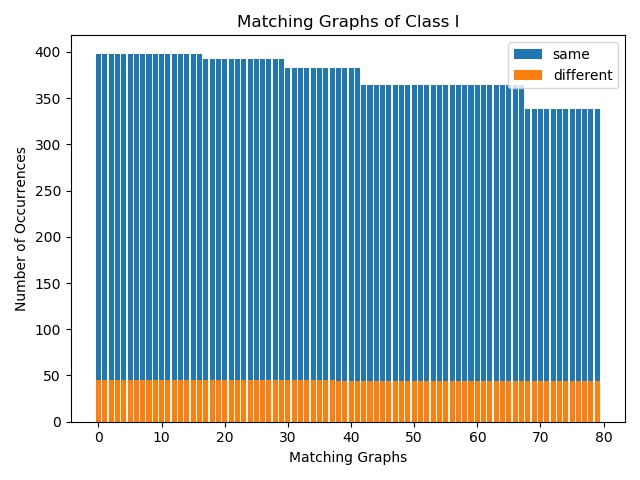 Matching Graphs of Class I
same
different
Number of Occurrences
400
350
300
250
200
150
100
50
0
0 10 20 30 40 50 60 70 80
Matching Graphs